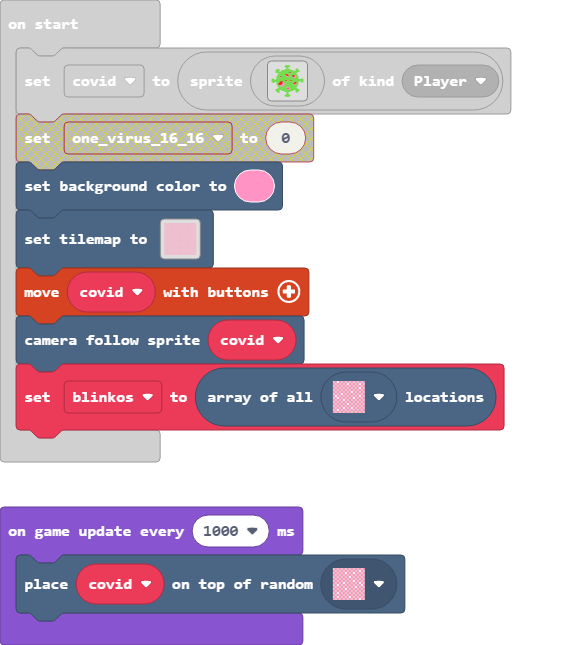 on start
set covid to sprite of kind Player
set one_virus_16_16 to 0
set background color to
set tilemap to
move covid with buttons
camera follow sprite covid
set blinkos to array of all locations
on game update every 1000 ms
place covid on top of random